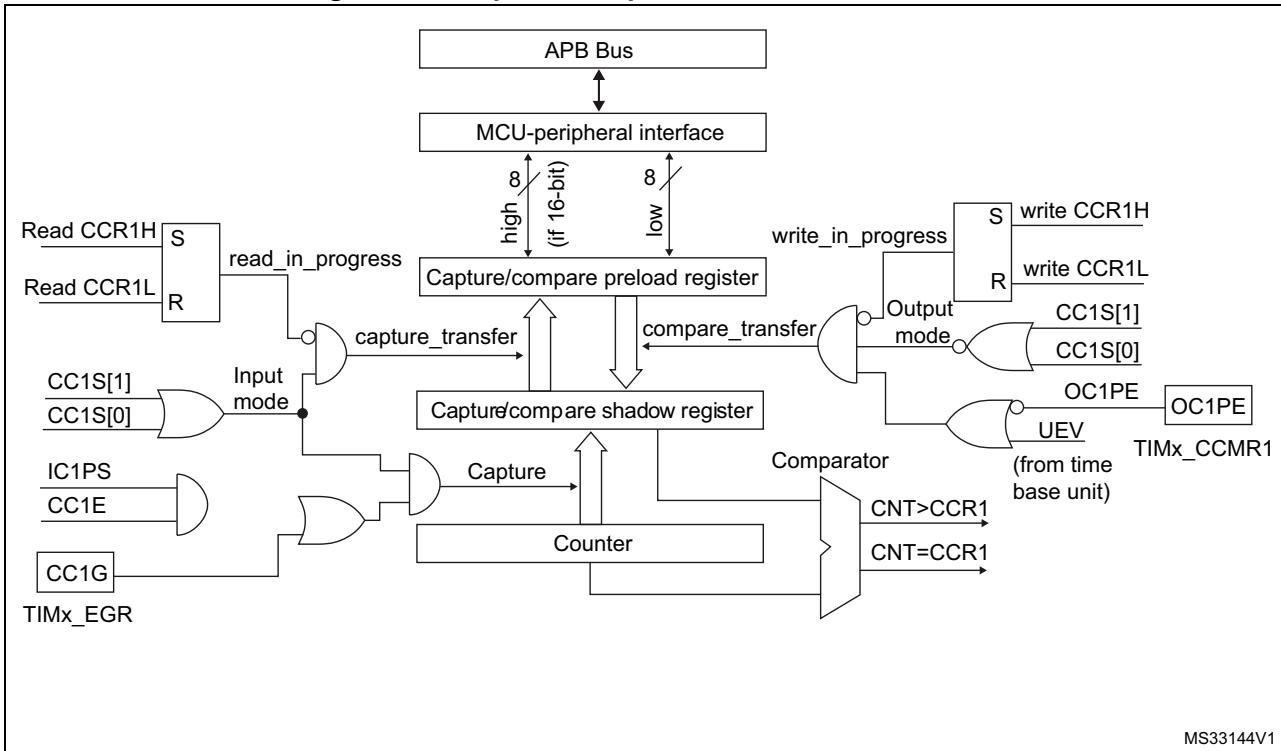 APB Bus
MCU-peripheral interface
8
high
(if 16-bit)
8
low
Read CCR1H
S
read_in_progress
Read CCR1L
R
write_in_progress
S
write CCR1H
R
write CCR1L
Capture/compare preload register
capture_transfer
compare_transfer
Output
mode
CC1S[1]
CC1S[0]
CC1S[1]
CC1S[0]
Input
mode
Capture/compare shadow register
OC1PE
OC1PE
UEV
TIMx_CCMR1
(from time
base unit)
IC1PS
CC1E
Capture
Comparator
CNT>CCR1
CNT=CCR1
Counter
CC1G
TIMx_EGR
MS33144V1